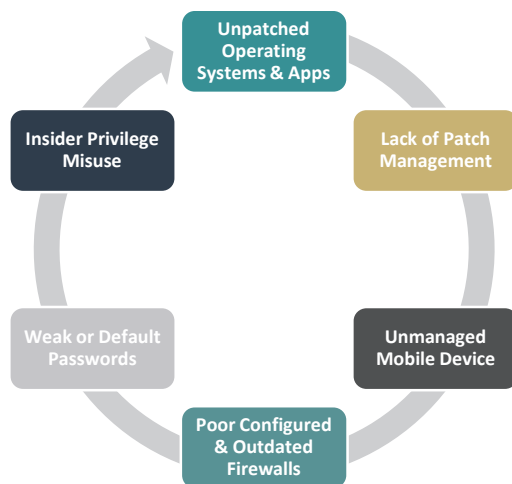 Unpatched
Operating
Systems & Apps
Lack of Patch
Management
Unmanaged
Mobile Device
Poor Configured
& Outdated
Firewalls
Weak or Default
Passwords
Insider Privilege
Misuse